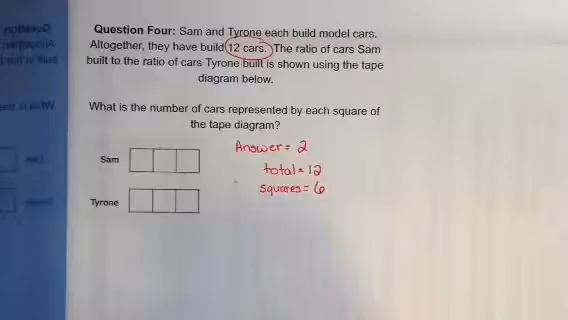 Question Four: Sam and Tyrone each build model cars.
Altogether, they have build 12 cars. The ratio of cars Sam
built to the ratio of cars Tyrone built is shown using the tape
diagram below.
What is the number of cars represented by each square of
the tape diagram?
Answer = 2
total = 12
squares = 6
Sam
Tyrone